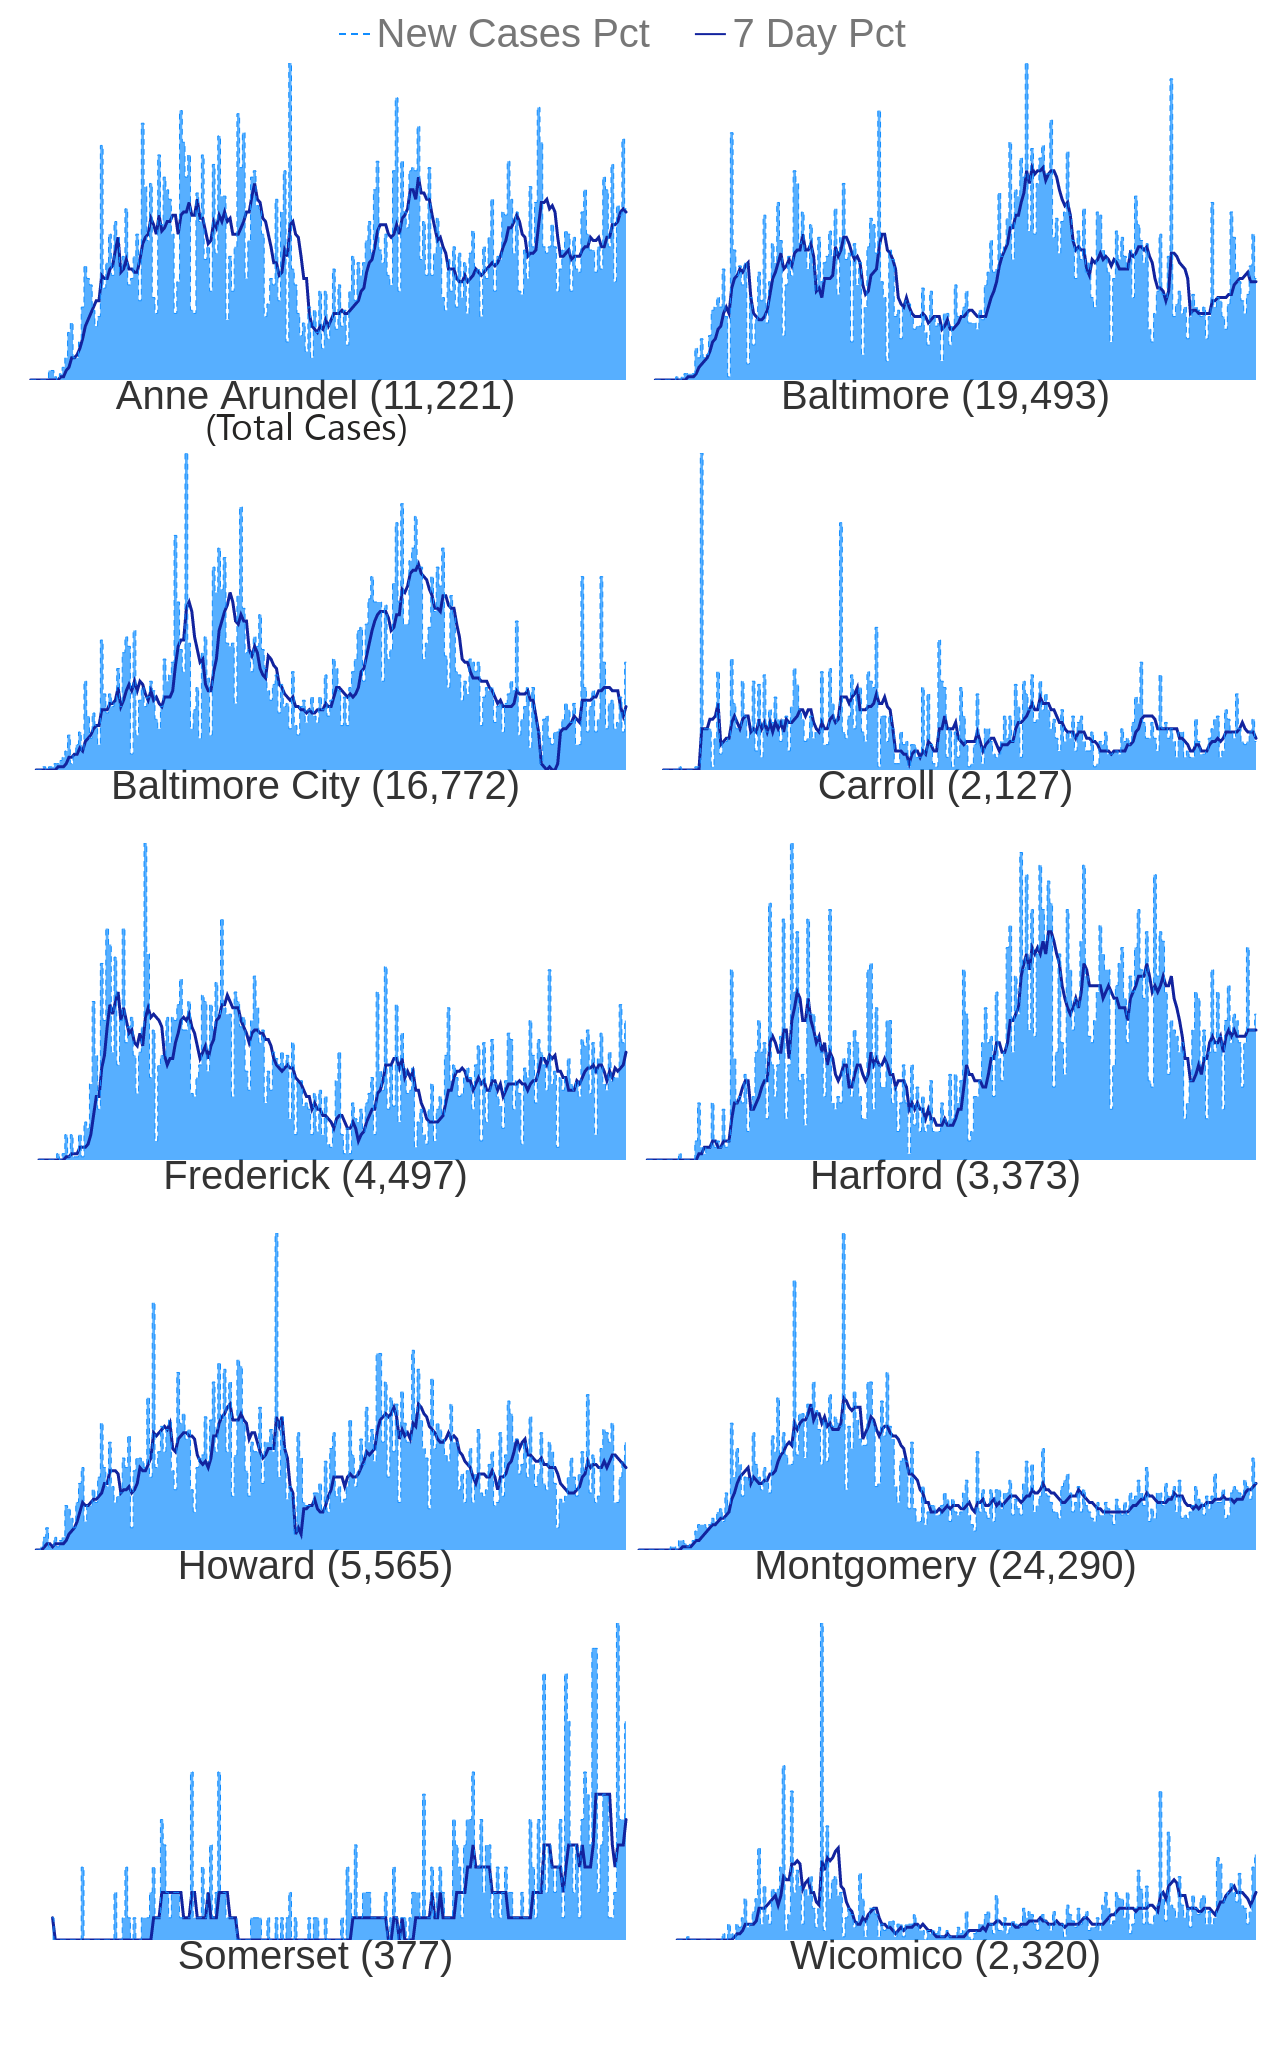 New Cases Pct 7 Day Pct
Anne Arundel (11,221) Baltimore (19,493)
(Total Cases)
Baltimore City (16,772) Carroll (2,127)
Frederick (4,497) Harford (3,373)
Howard (5,565) Montgomery (24,290)
Somerset (377) Wicomico (2,320)